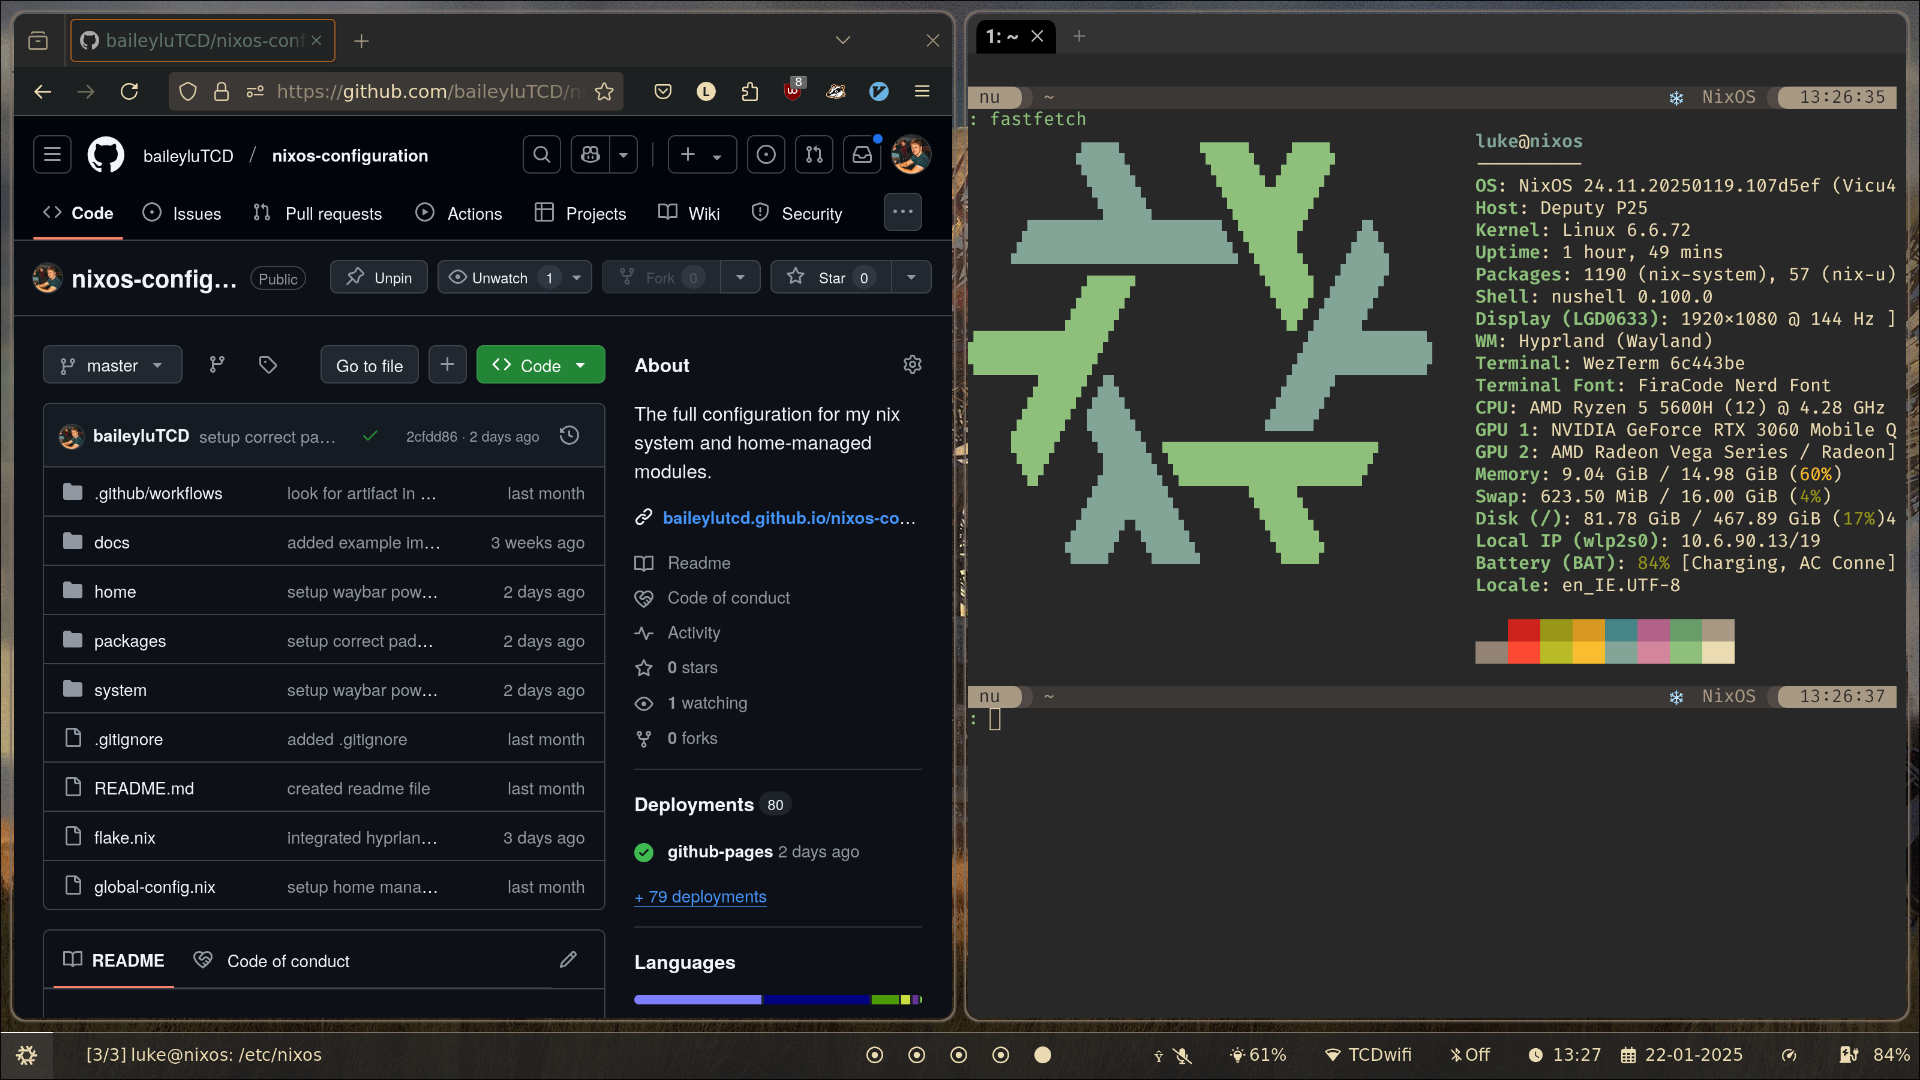 baileyluTCD/nixos-conf
https://github.com/baileyluTCD/n
L
8
baileyluTCD / nixos-configuration
Code
Issues
Pull requests
Actions
Projects
Wiki
Security
nixos-config...
Public
Unpin
Unwatch 1
Fork 0
Star 0
master
Go to file
Code
baileyluTCD setup correct pa... 2cfdd86 · 2 days ago
.github/workflows look for artifact in ... last month
docs added example im... 3 weeks ago
home setup waybar pow... 2 days ago
packages setup correct pad... 2 days ago
system setup waybar pow... 2 days ago
.gitignore added .gitignore last month
README.md created readme file last month
flake.nix integrated hyprlan... 3 days ago
global-config.nix setup home mana... last month
README
Code of conduct
About
The full configuration for my nix
system and home-managed
modules.
baileylutcd.github.io/nixos-co...
Readme
Code of conduct
Activity
0 stars
1 watching
0 forks
Deployments 80
github-pages 2 days ago
+ 79 deployments
Languages
1: ~
nu ~ NixOS 13:26:35
: fastfetch
luke@nixos
OS: NixOS 24.11.20250119.107d5ef (Vicu4
Host: Deputy P25
Kernel: Linux 6.6.72
Uptime: 1 hour, 49 mins
Packages: 1190 (nix-system), 57 (nix-u)
Shell: nushell 0.100.0
Display (LGD0633): 1920×1080 @ 144 Hz ]
WM: Hyprland (Wayland)
Terminal: WezTerm 6c443be
Terminal Font: FiraCode Nerd Font
CPU: AMD Ryzen 5 5600H (12) @ 4.28 GHz
GPU 1: NVIDIA GeForce RTX 3060 Mobile Q
GPU 2: AMD Radeon Vega Series / Radeon]
Memory: 9.04 GiB / 14.98 GiB (60%)
Swap: 623.50 MiB / 16.00 GiB (4%)
Disk (/): 81.78 GiB / 467.89 GiB (17%)4
Local IP (wlp2s0): 10.6.90.13/19
Battery (BAT): 84% [Charging, AC Conne]
Locale: en_IE.UTF-8
nu ~ NixOS 13:26:37
:
[3/3] luke@nixos: /etc/nixos
61%
TCDwifi
Off
13:27
22-01-2025
84%